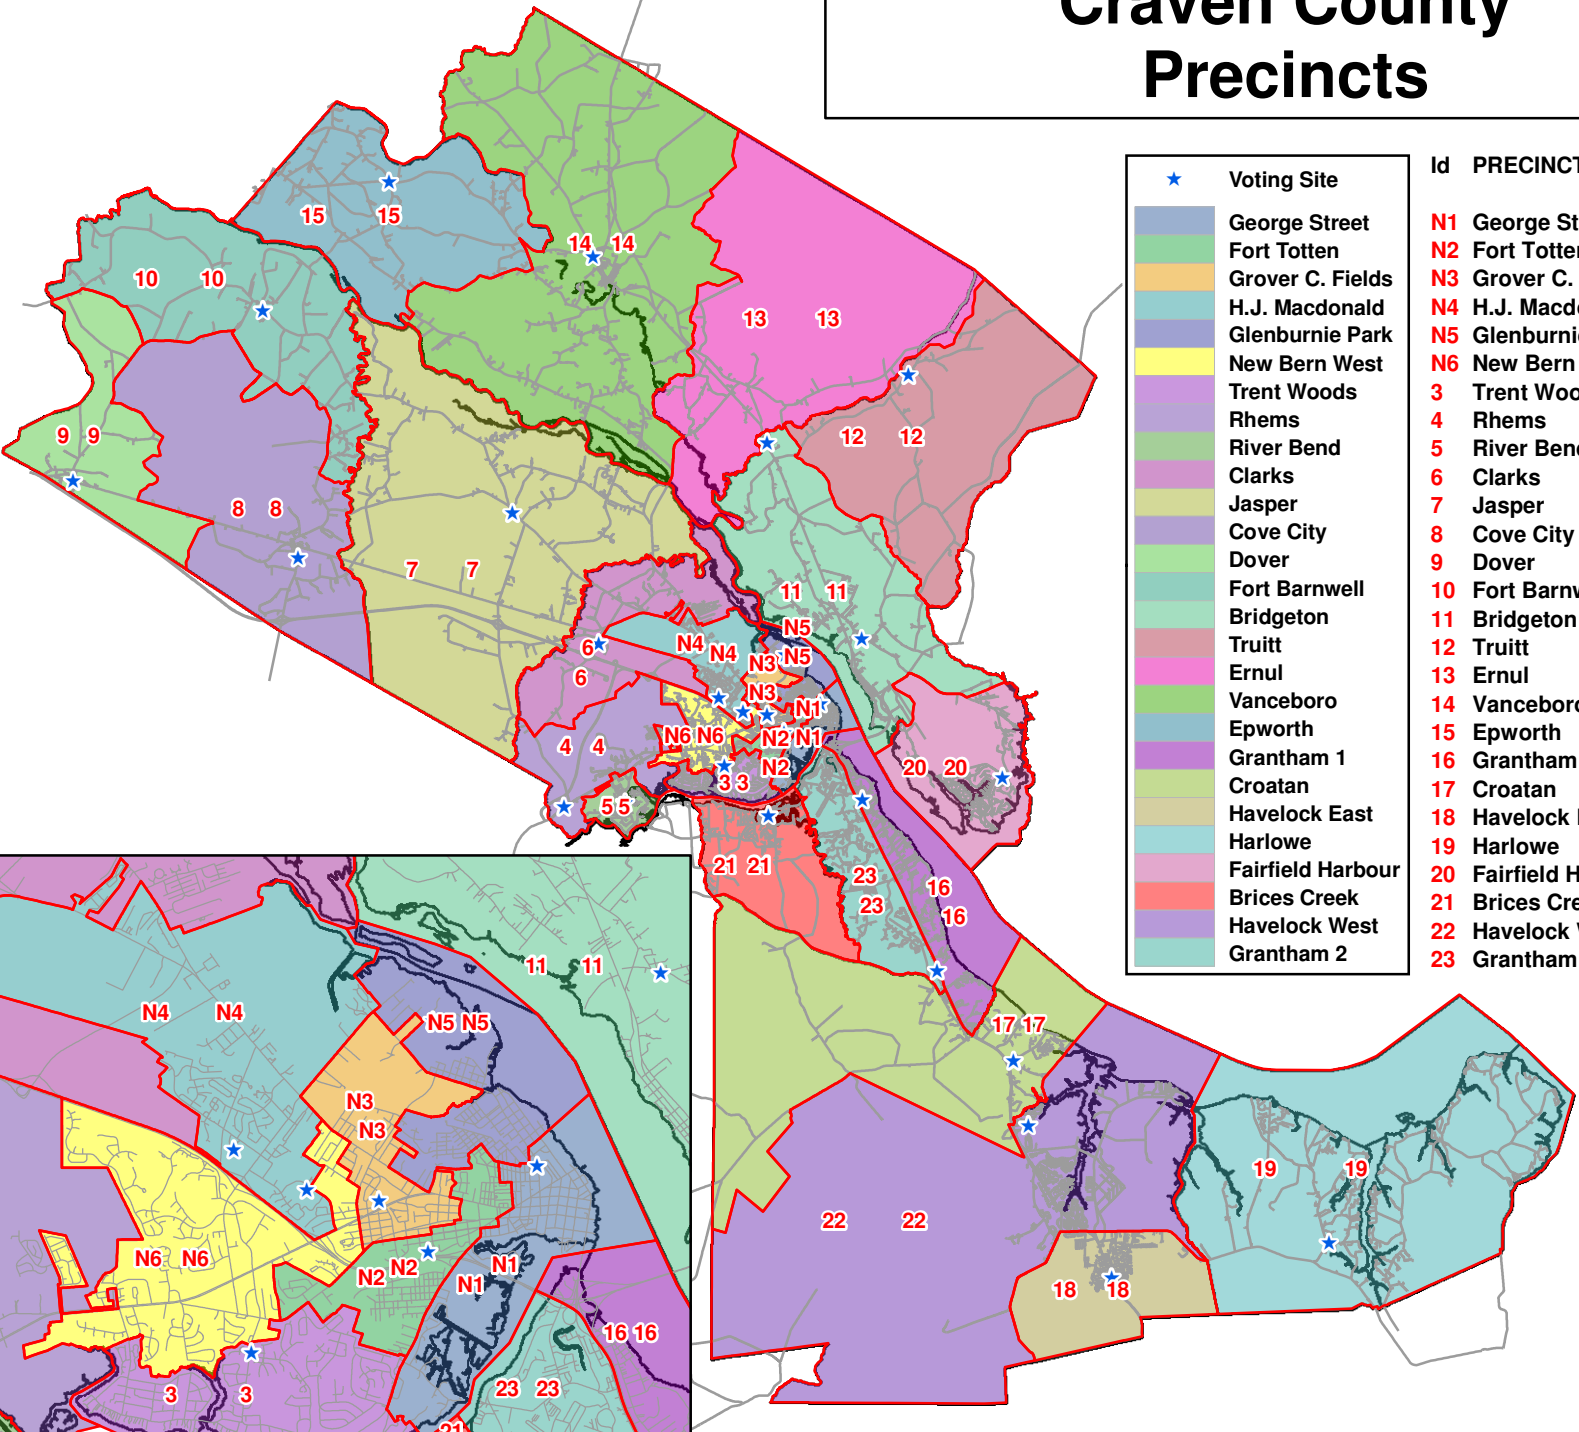 Craven County
Precincts
Voting Site
George Street
Fort Totten
Grover C. Fields
H.J. Macdonald
Glenburnie Park
New Bern West
Trent Woods
Rhems
River Bend
Clarks
Jasper
Cove City
Dover
Fort Barnwell
Bridgeton
Truitt
Ernul
Vanceboro
Epworth
Grantham 1
Croatan
Havelock East
Harlowe
Fairfield Harbour
Brices Creek
Havelock West
Grantham 2
Id PRECINCT
N1 George St
N2 Fort Totten
N3 Grover C.
N4 H.J. Macdo
N5 Glenburnie
N6 New Bern
3 Trent Woo
4 Rhems
5 River Bend
6 Clarks
7 Jasper
8 Cove City
9 Dover
10 Fort Barnw
11 Bridgeton
12 Truitt
13 Ernul
14 Vanceboro
15 Epworth
16 Grantham
17 Croatan
18 Havelock
19 Harlowe
20 Fairfield H
21 Brices Cre
22 Havelock
23 Grantham
15 15
14 14
10 10
13 13
9 9
12 12
8 8
7 7
11 11
N5
N4
N4
N5
6
N3
6
N3
N1
4 4
N6 N6
N2 N1
N2
20 20
3 3
5 5
21 21
23
16
23
16
17 17
19 19
22 22
18 18
11 11
N4 N4
N5 N5
N3
N3
N6 N6
N2 N2
N1
N1
16 16
3 3
23 23
21